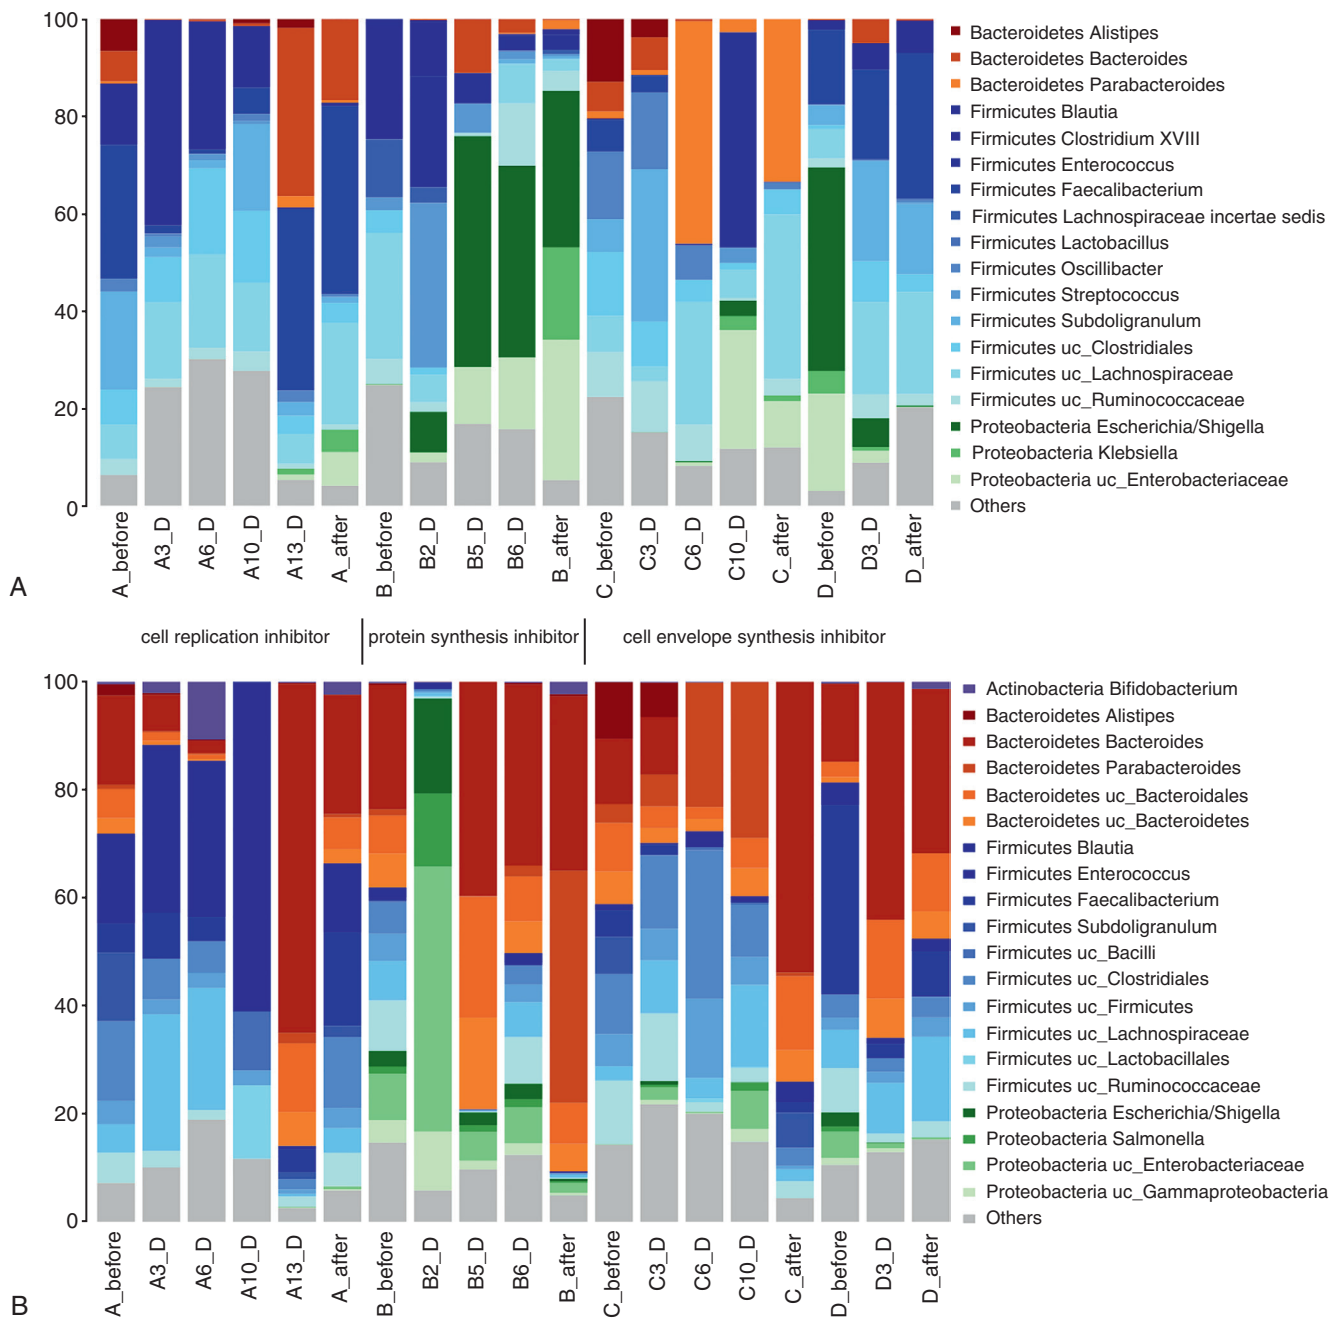 100
80
60
40
20
0
A_before
A3_D
A6_D
A10_D
A13_D
A_after
B_before
B2_D
B5_D
B6_D
B_after
C_before
C3_D
C6_D
C10_D
C_after
D_before
D3_D
D_after
Bacteroidetes Alistipes
Bacteroidetes Bacteroides
Bacteroidetes Parabacteroides
Firmicutes Blautia
Firmicutes Clostridium XVIII
Firmicutes Enterococcus
Firmicutes Faecalibacterium
Firmicutes Lachnospiraceae incertae sedis
Firmicutes Lactobacillus
Firmicutes Oscillibacter
Firmicutes Streptococcus
Firmicutes Subdoligranulum
Firmicutes uc_Clostridiales
Firmicutes uc_Lachnospiraceae
Firmicutes uc_Ruminococcaceae
Proteobacteria Escherichia/Shigella
Proteobacteria Klebsiella
Proteobacteria uc_Enterobacteriaceae
Others
A
cell replication inhibitor
protein synthesis inhibitor
cell envelope synthesis inhibitor
100
80
60
40
20
0
A_before
A3_D
A6_D
A10_D
A13_D
A_after
B_before
B2_D
B5_D
B6_D
B_after
C_before
C3_D
C6_D
C10_D
C_after
D_before
D3_D
D_after
Actinobacteria Bifidobacterium
Bacteroidetes Alistipes
Bacteroidetes Bacteroides
Bacteroidetes Parabacteroides
Bacteroidetes uc_Bacteroidales
Bacteroidetes uc_Bacteroidetes
Firmicutes Blautia
Firmicutes Enterococcus
Firmicutes Faecalibacterium
Firmicutes Subdoligranulum
Firmicutes uc_Bacilli
Firmicutes uc_Clostridiales
Firmicutes uc_Firmicutes
Firmicutes uc_Lachnospiraceae
Firmicutes uc_Lactobacillales
Firmicutes uc_Ruminococcaceae
Proteobacteria Escherichia/Shigella
Proteobacteria Salmonella
Proteobacteria uc_Enterobacteriaceae
Proteobacteria uc_Gammaproteobacteria
Others
B